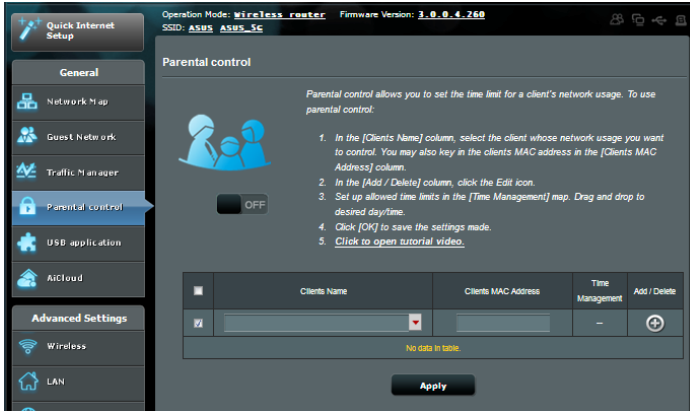 Quick Internet
Setup
Operation Mode: Wireless router Firmware Version: 3.0.0.4.260
SSID: ASUS ASUS_5G
General
Network Map
Guest Network
Traffic Manager
Parental control
USB application
AiCloud
Advanced Settings
Wireless
LAN
Parental control
Parental control allows you to set the time limit for a client's network usage. To use
parental control:
1. In the [Clients Name] column, select the client whose network usage you want
to control. You may also key in the clients MAC address in the [Clients MAC
Address] column.
2. In the [Add / Delete] column, click the Edit icon.
3. Set up allowed time limits in the [Time Management] map. Drag and drop to
desired day/time.
4. Click [OK] to save the settings made.
5. Click to open tutorial video.
OFF
Clients Name
Clients MAC Address
Time
Management
Add / Delete
–
No data in table.
Apply